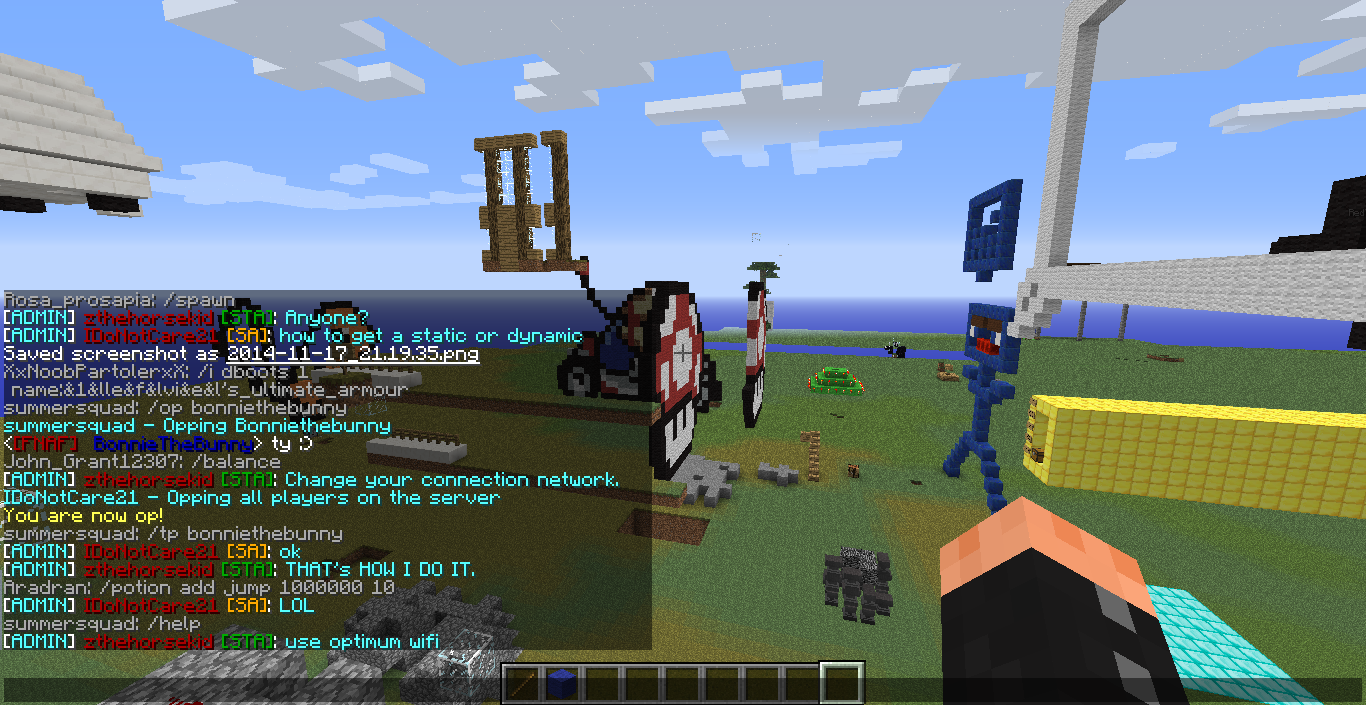 Rosa_prosapia: /spawn
[ADMIN] zthehorsekid [STA]: Anyone?
[ADMIN] IDoNotCare21 [SA]: how to get a static or dynamic
Saved screenshot as 2014-11-17_21.19.35.png
XxNoobPartolerxX: /i dboots 1
name:&1&lle&f&lvi&e&l's_ultimate_armour
summersquad: /op bonniethebunny
summersquad - Opping Bonniethebunny
<[FNAF] BonnieTheBunny> ty :D
John_Grant12307: /balance
[ADMIN] zthehorsekid [STA]: Change your connection network.
IDoNotCare21 - Opping all players on the server
You are now op!
summersquad: /tp bonniethebunny
[ADMIN] IDoNotCare21 [SA]: ok
[ADMIN] zthehorsekid [STA]: THAT's HOW I DO IT.
Aradran: /potion add jump 1000000 10
[ADMIN] IDoNotCare21 [SA]: LOL
summersquad: /help
[ADMIN] zthehorsekid [STA]: use optimum wifi